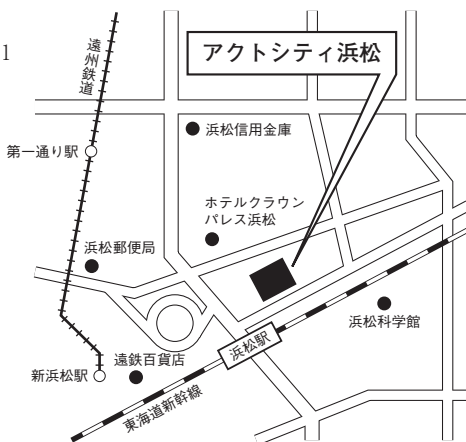 1
遠州鉄道
アクトシティ浜松
浜松信用金庫
第一通り駅
ホテルクラウン
パレス浜松
浜松郵便局
浜松科学館
浜松駅
遠鉄百貨店
新浜松駅
東海道新幹線